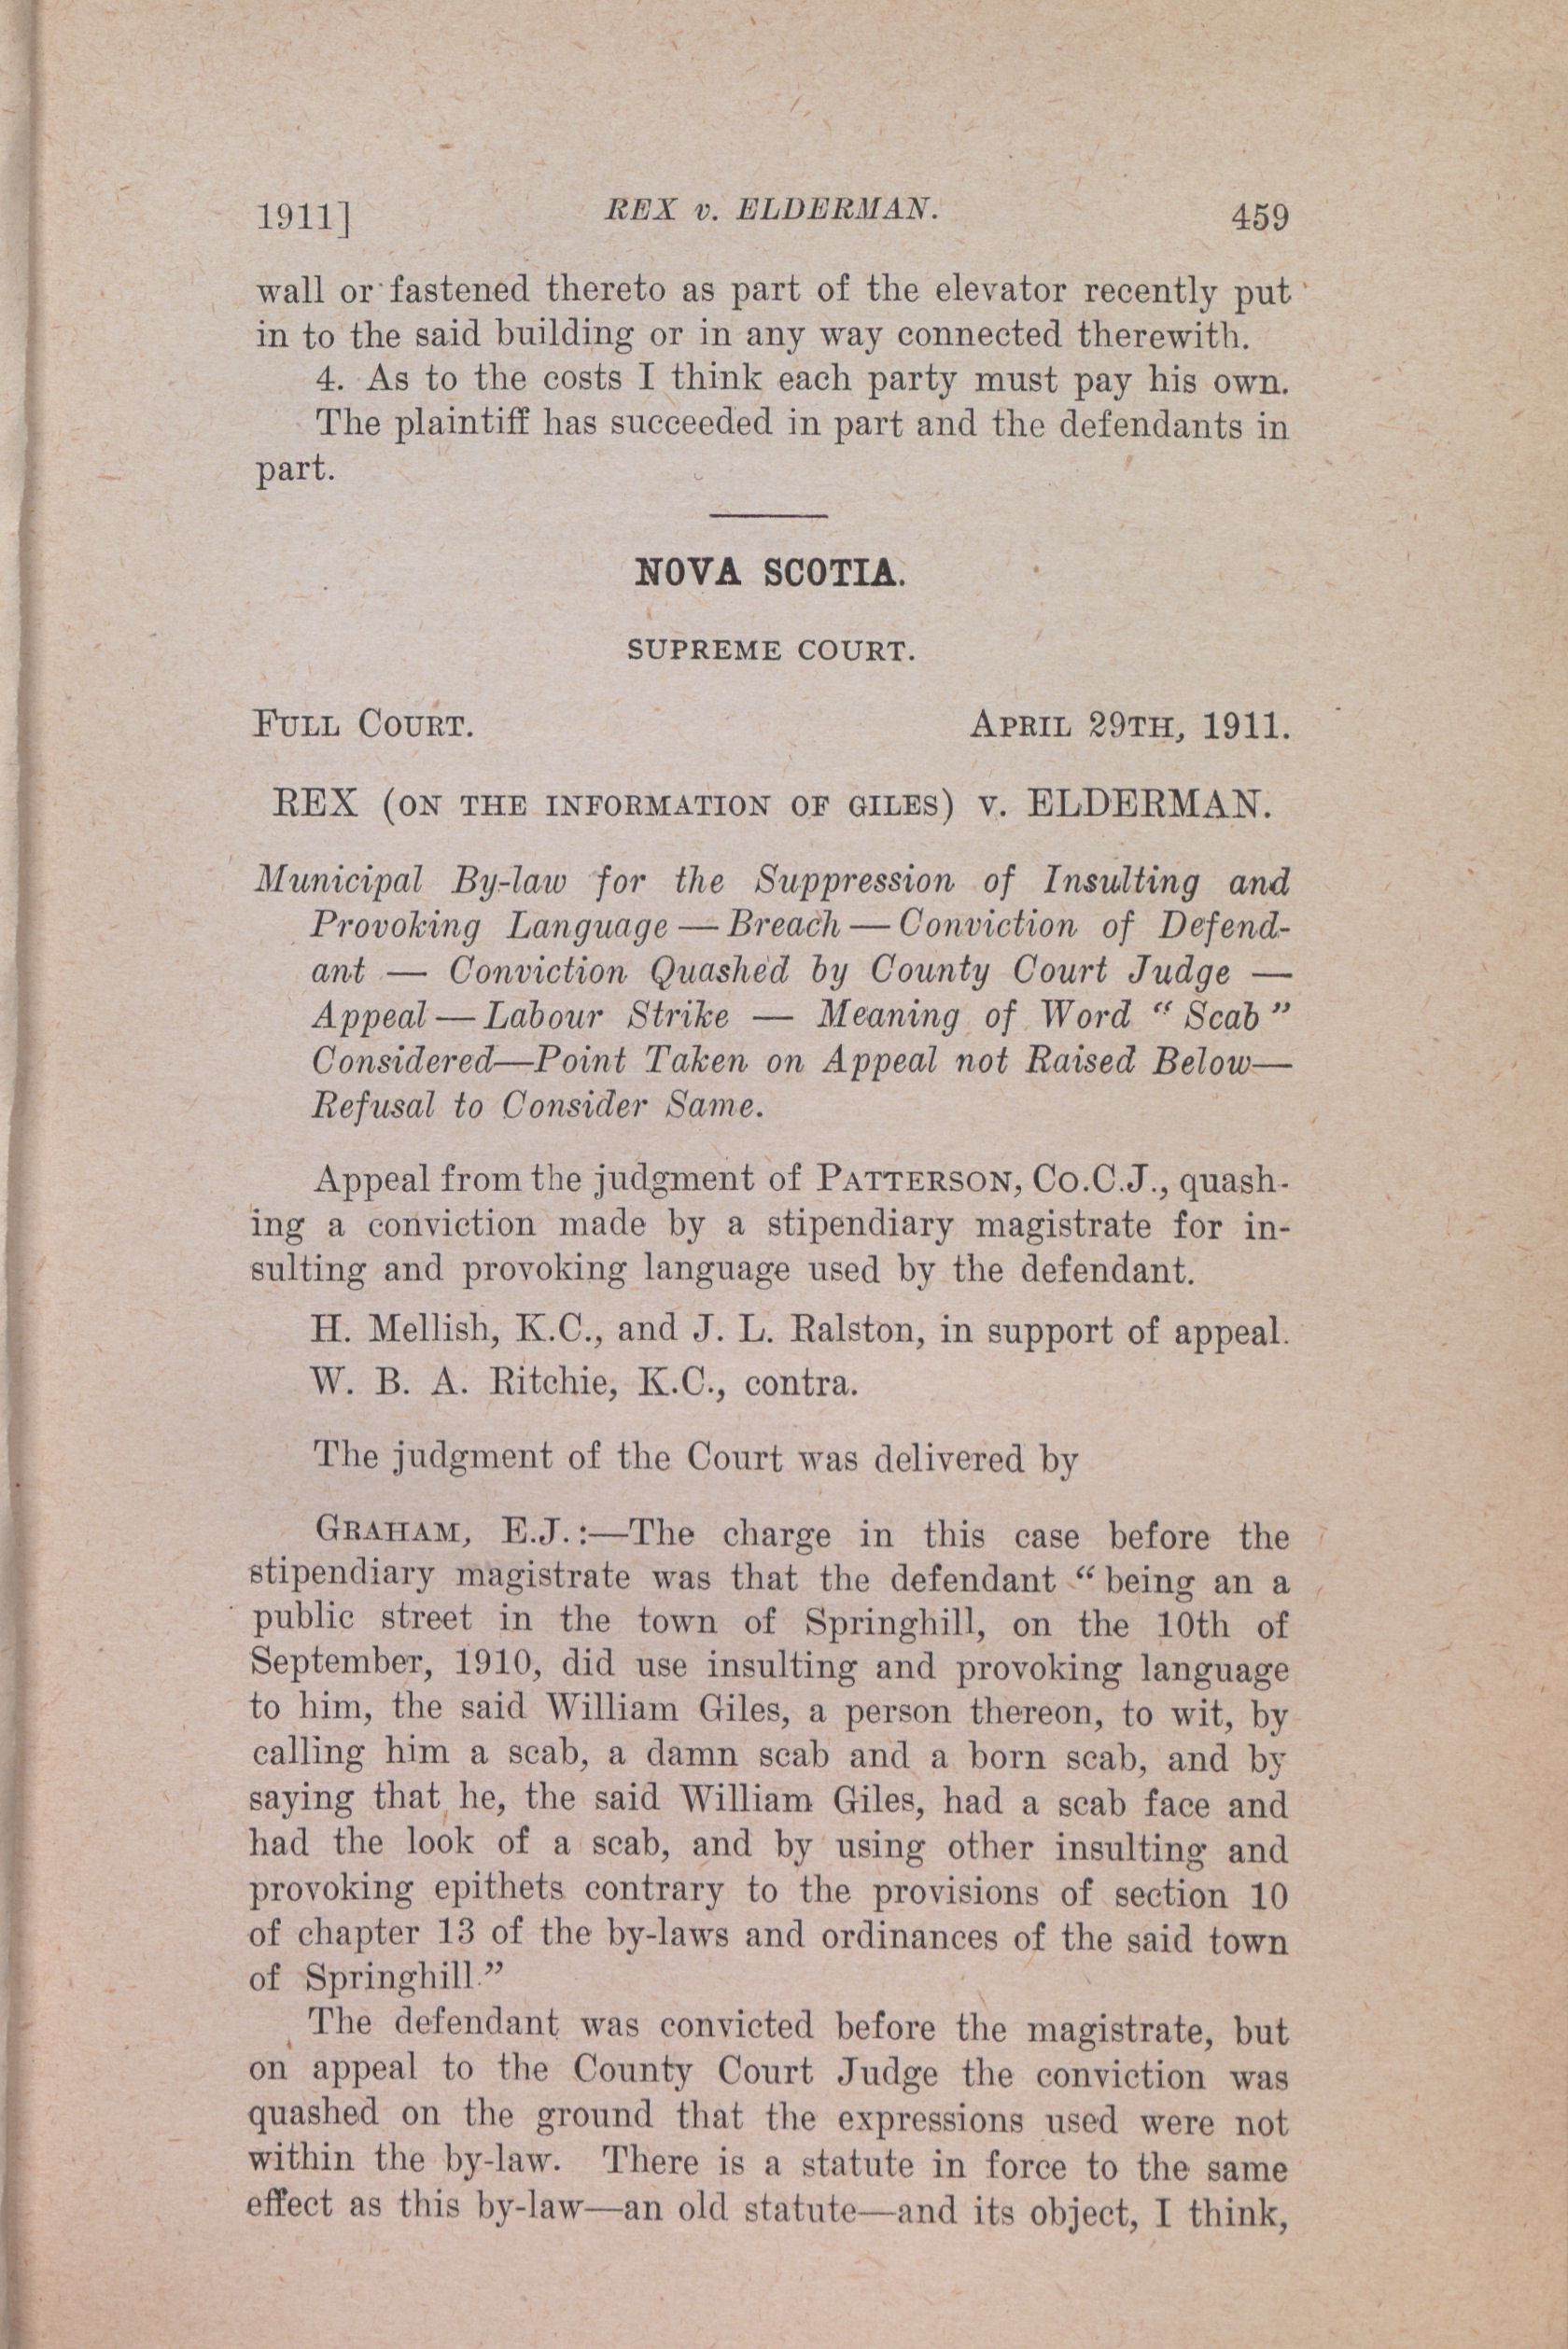 1911] REX v. ELDERMAN. 459
wall or fastened thereto as part of the elevator recently put
in to the said building or in any way connected therewith.
4. As to the costs I think each party must pay his own.
The plaintiff has succeeded in part and the defendants in
part.
NOVA SCOTIA.
SUPREME COURT.
FULL COURT. APRIL 29TH, 1911.
REX (ON THE INFORMATION OF GILES) V. ELDERMAN.
Municipal By-law for the Suppression of Insulting and
Provoking Language — Breach — Conviction of Defend-
ant — Conviction Quashed by County Court Judge —
Appeal — Labour Strike — Meaning of Word " Scab "
Considered—Point Taken on Appeal not Raised Below—
Refusal to Consider Same.
Appeal from the judgment of PATTERSON, CO.C.J., quash-
ing a conviction made by a stipendiary magistrate for in-
sulting and provoking language used by the defendant.
H. Mellish, K.C., and J. L. Ralston, in support of appeal.
W. B. A. Ritchie, K.C., contra.
The judgment of the Court was delivered by
GRAHAM, E.J.:—The charge in this case before the
stipendiary magistrate was that the defendant " being an a
public street in the town of Springhill, on the 10th of
September, 1910, did use insulting and provoking language
to him, the said William Giles, a person thereon, to wit, by
calling him a scab, a damn scab and a born scab, and by
saying that he, the said William Giles, had a scab face and
had the look of a scab, and by using other insulting and
provoking epithets contrary to the provisions of section 10
of chapter 13 of the by-laws and ordinances of the said town
of Springhill."
The defendant was convicted before the magistrate, but
on appeal to the County Court Judge the conviction was
quashed on the ground that the expressions used were not
within the by-law. There is a statute in force to the same
effect as this by-law—an old statute—and its object, I think,